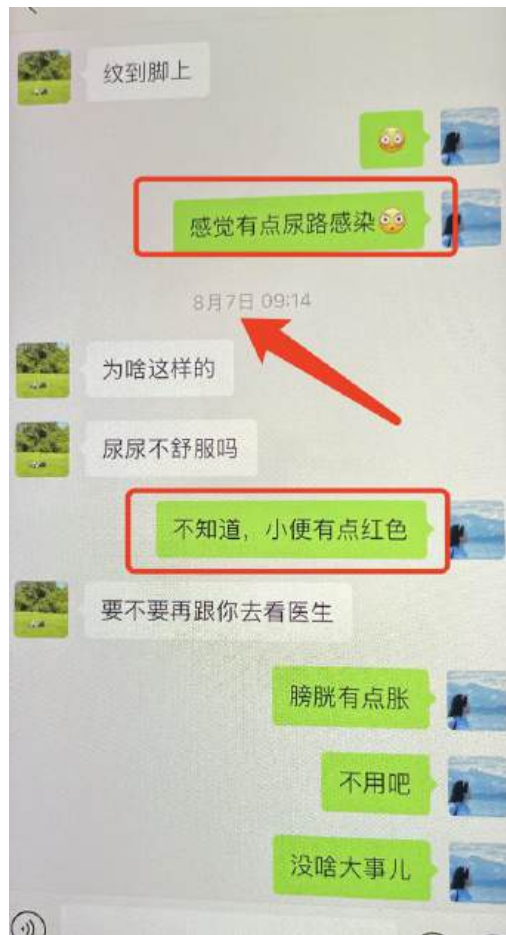 纹到脚上
感觉有点尿路感染
8月7日 09:14
为啥这样的
尿尿不舒服吗
不知道，小便有点红色
要不要再跟你去看医生
膀胱有点胀
不用吧
没啥大事儿